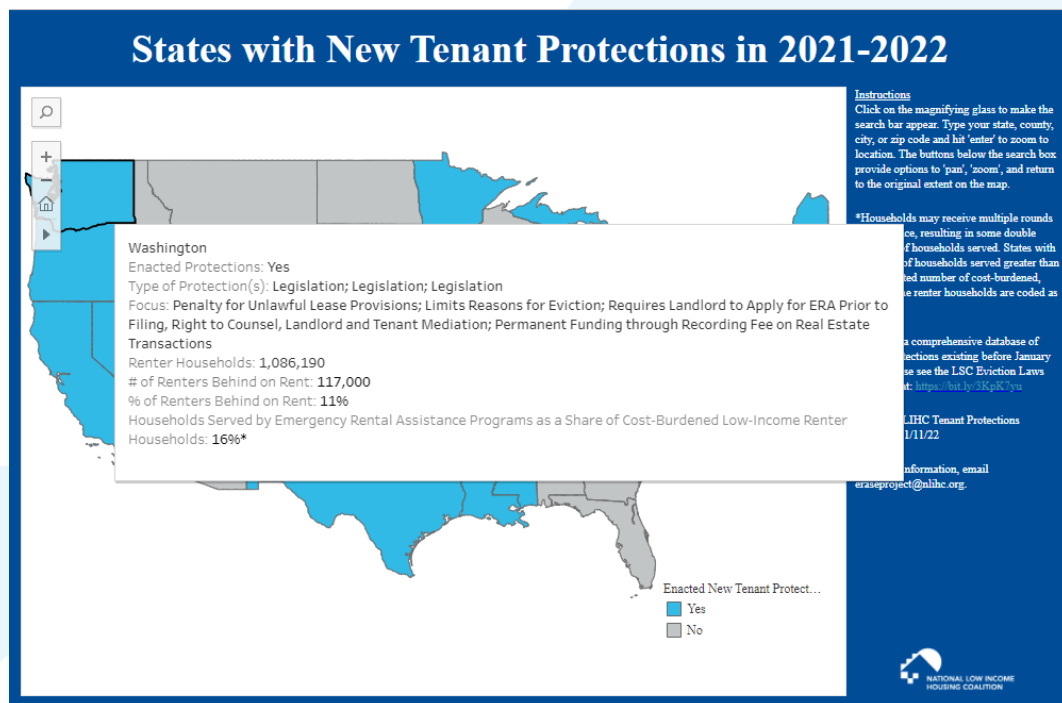 States with New Tenant Protections in 2021-2022
Instructions
Click on the magnifying glass to make the
search bar appear. Type your state, county,
city, or zip code and hit 'enter' to zoom to
location. The buttons below the search box
provide options to 'pan', 'zoom', and return
to the original extent on the map.
*Households may receive multiple rounds
resulting in some double
of households served. States with
of households served greater than
number of cost-burdened,
renter households are coded as
a comprehensive database of
existing before January
see the LSC Eviction Laws
https://bit.ly/3KpK7yu
Tenant Protections
/11/22
information, email
eraseproject@nlihc.org.
Washington
Enacted Protections: Yes
Type of Protection(s): Legislation; Legislation; Legislation
Focus: Penalty for Unlawful Lease Provisions; Limits Reasons for Eviction; Requires Landlord to Apply for ERA Prior to
Filing, Right to Counsel, Landlord and Tenant Mediation; Permanent Funding through Recording Fee on Real Estate
Transactions
Renter Households: 1,086,190
# of Renters Behind on Rent: 117,000
% of Renters Behind on Rent: 11%
Households Served by Emergency Rental Assistance Programs as a Share of Cost-Burdened Low-Income Renter
Households: 16%*
Enacted New Tenant Protect...
Yes
No
NATIONAL LOW INCOME
HOUSING COALITION